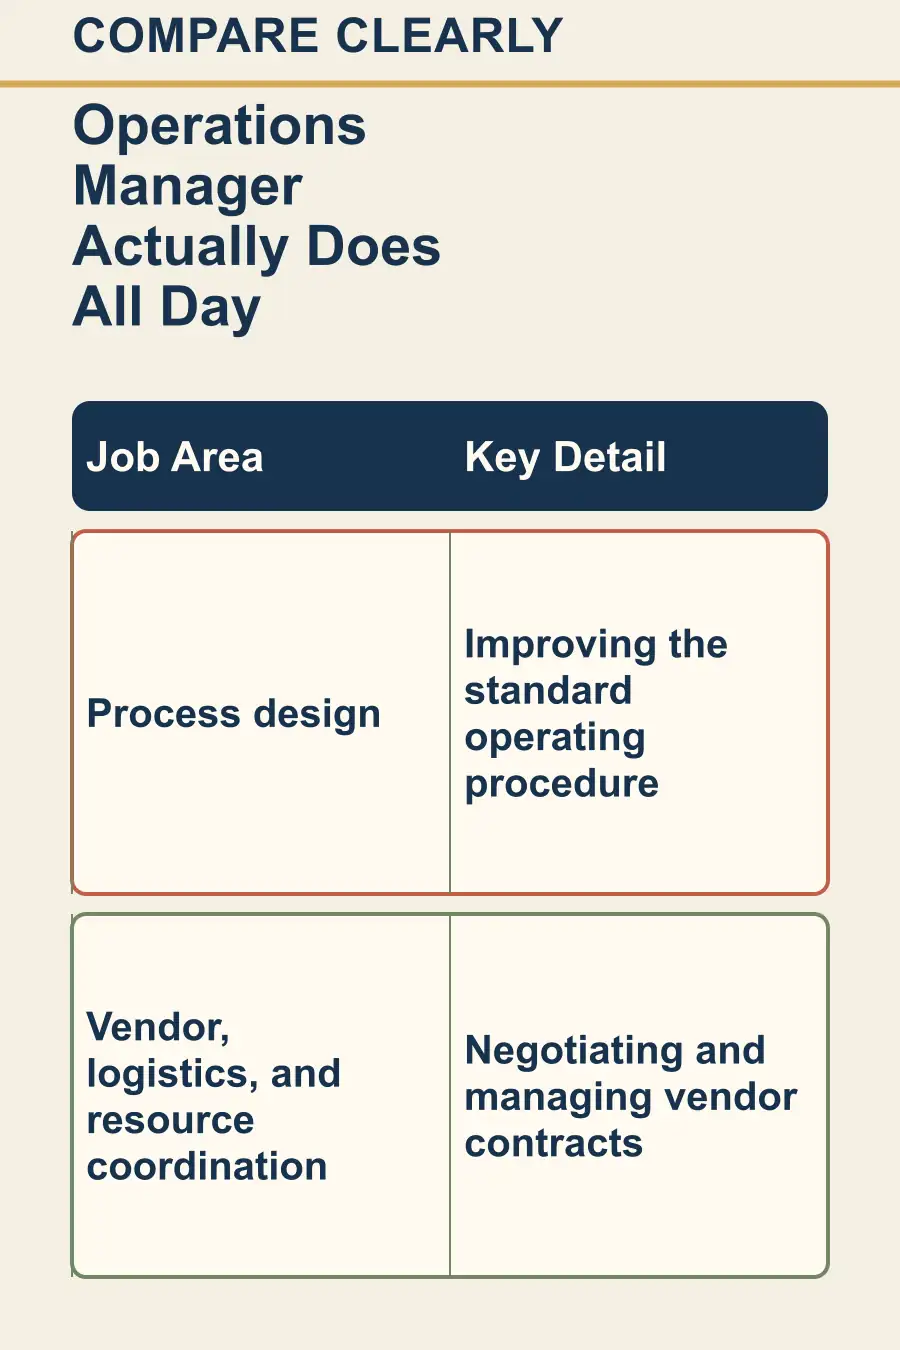 COMPARE CLEARLY
Operations
Manager
Actually Does
All Day
Job Area
Key Detail
Process design
Improving the
standard
operating
procedure
Vendor,
logistics, and
resource
coordination
Negotiating and
managing vendor
contracts